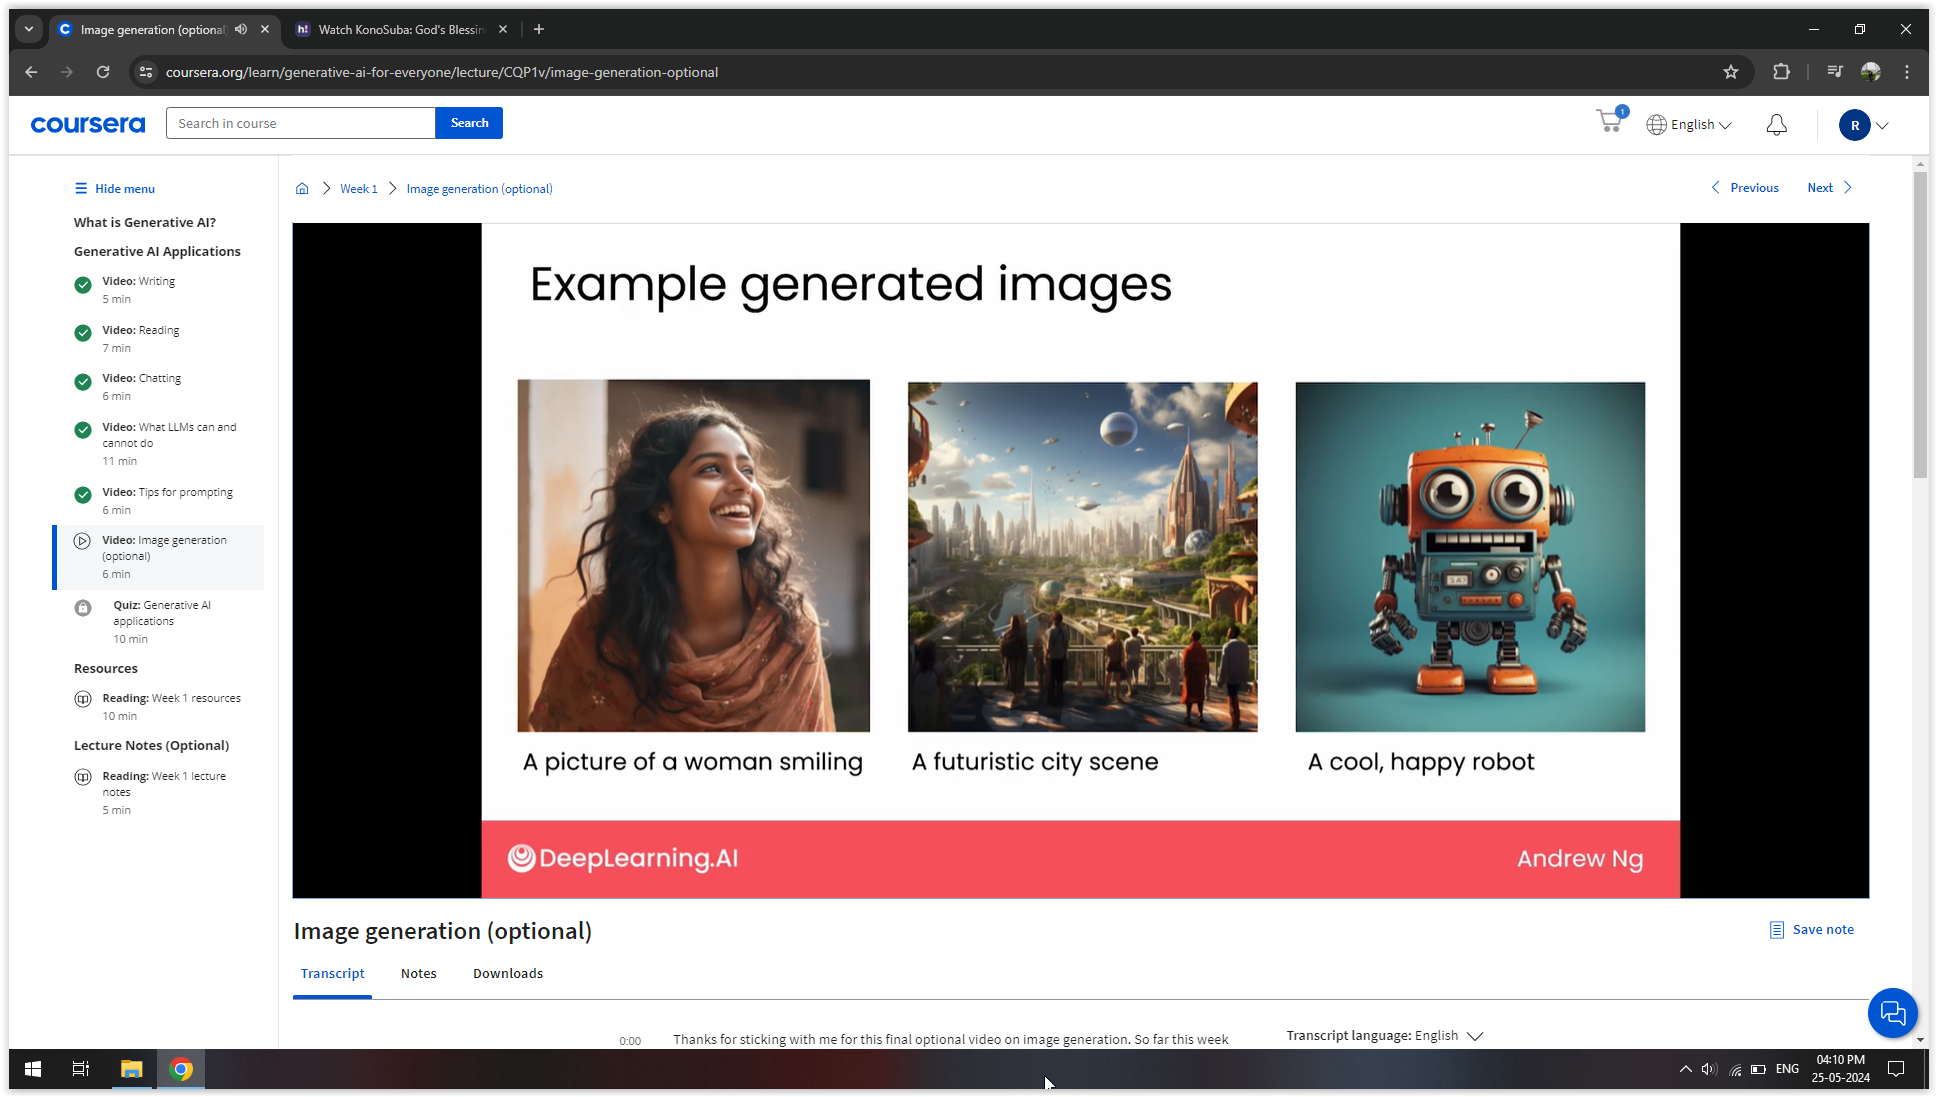 Image generation (optional)
Watch KonoSuba: God's Blessin
coursera.org/learn/generative-ai-for-everyone/lecture/CQP1v/image-generation-optional
coursera
Search in course
Search
1
English
R
Hide menu
What is Generative AI?
Generative AI Applications
Video: Writing
5 min
Video: Reading
7 min
Video: Chatting
6 min
Video: What LLMs can and
cannot do
11 min
Video: Tips for prompting
6 min
Video: Image generation
(optional)
6 min
Quiz: Generative AI
applications
10 min
Resources
Reading: Week 1 resources
10 min
Lecture Notes (Optional)
Reading: Week 1 lecture
notes
5 min
Week 1
Image generation (optional)
Previous
Next
Example generated images
A picture of a woman smiling
A futuristic city scene
A cool, happy robot
DeepLearning.AI
Andrew Ng
Image generation (optional)
Save note
Transcript
Notes
Downloads
0:00
Thanks for sticking with me for this final optional video on image generation. So far this week
Transcript language: English
ENG
04:10 PM
25-05-2024